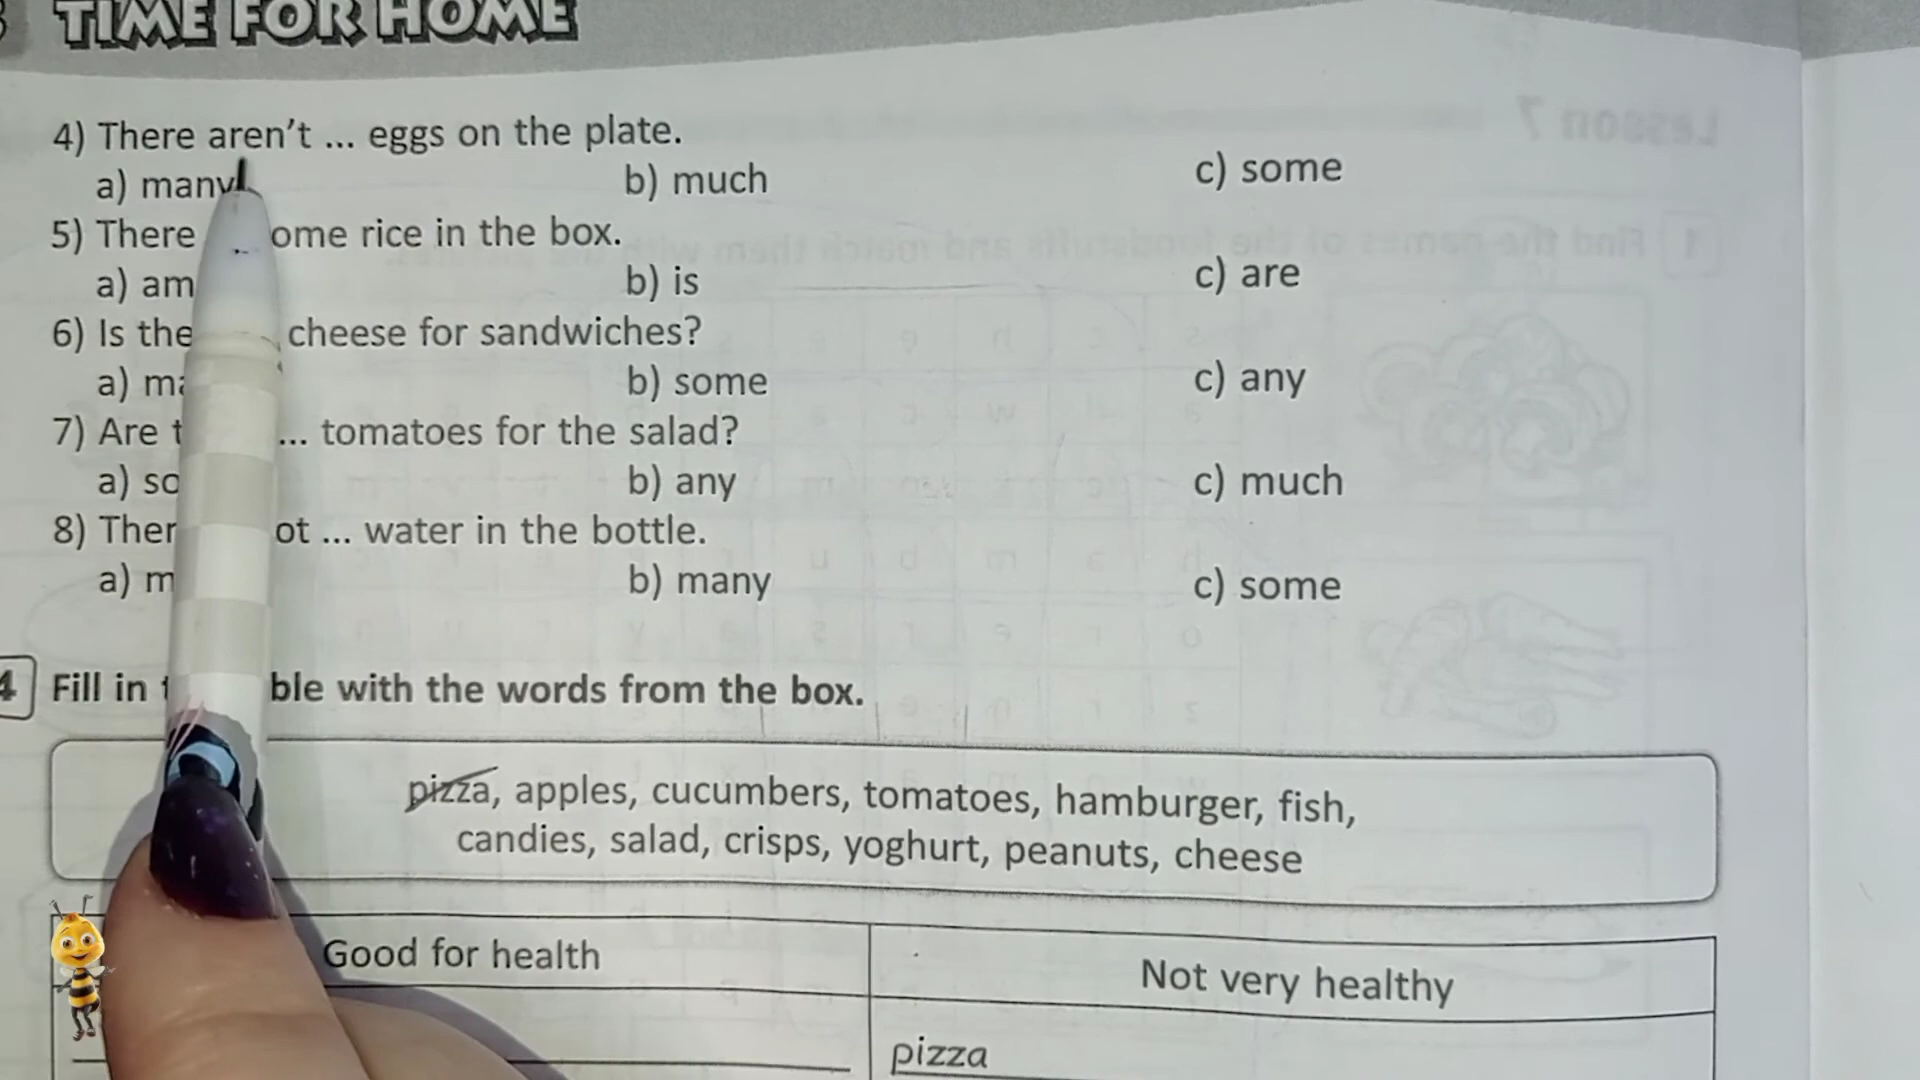 TIME FOR HOME
4) There aren't ... eggs on the plate.
a) many b) much c) some
5) There ome rice in the box.
a) am b) is c) are
6) Is the cheese for sandwiches?
a) ma b) some c) any
7) Are t ... tomatoes for the salad?
a) so b) any c) much
8) Ther ot ... water in the bottle.
a) m b) many c) some
4 Fill in t ble with the words from the box.
pizza, apples, cucumbers, tomatoes, hamburger, fish,
candies, salad, crisps, yoghurt, peanuts, cheese
Good for health Not very healthy
pizza